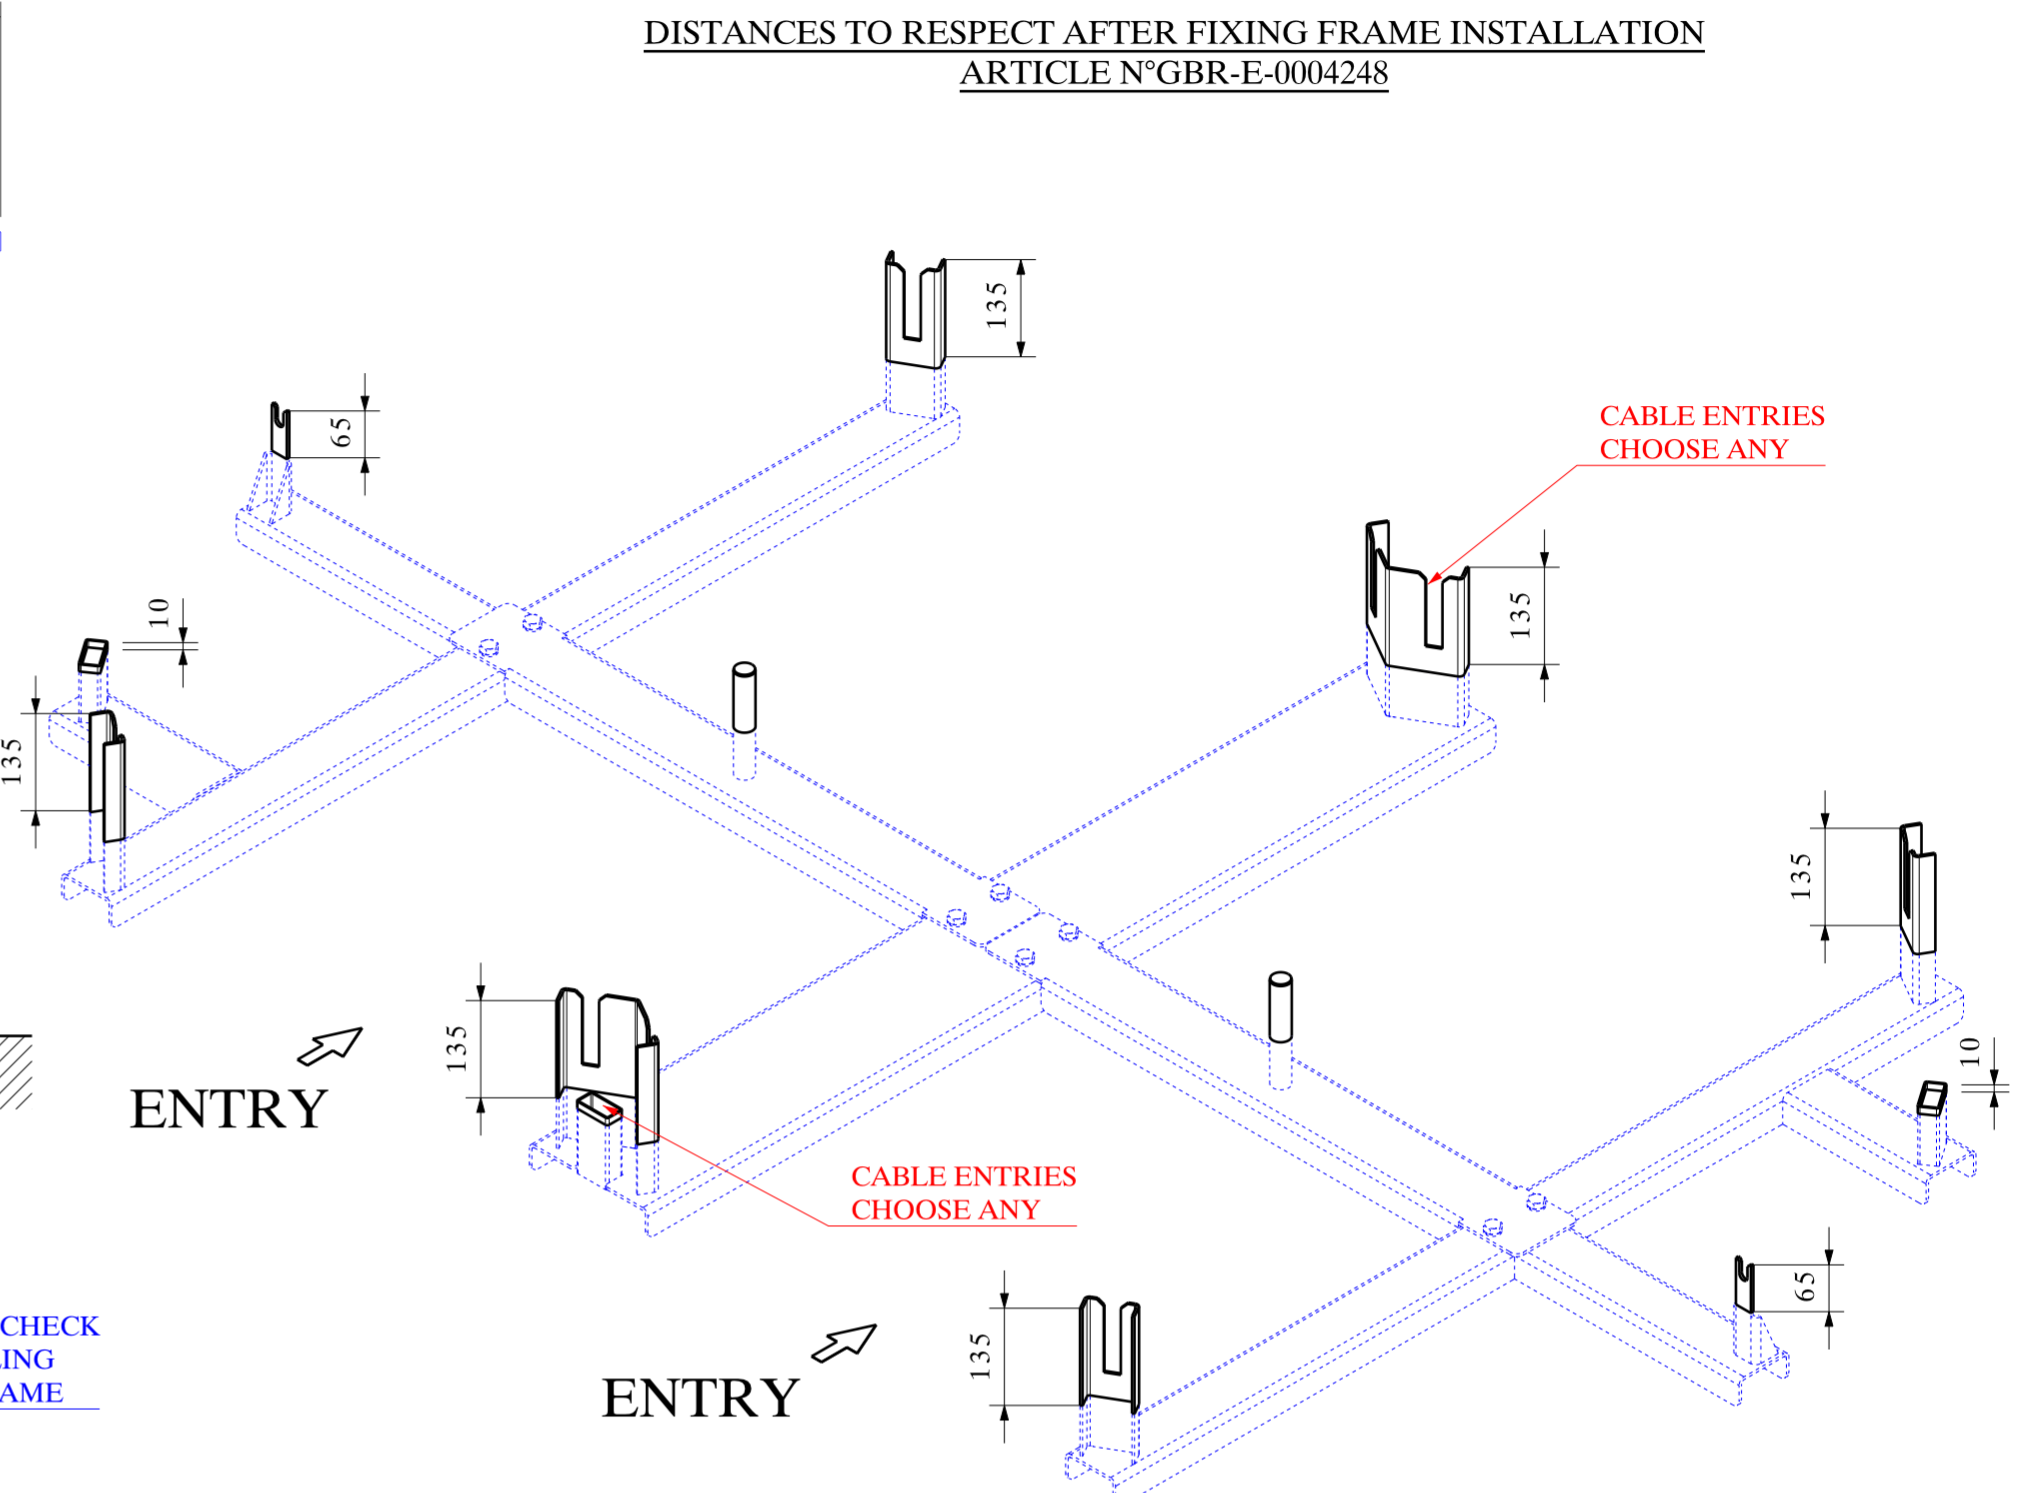 DISTANCES TO RESPECT AFTER FIXING FRAME INSTALLATION
ARTICLE N°GBR-E-0004248
135
65
CABLE ENTRIES
CHOOSE ANY
135
10
135
135
135
10
ENTRY
CABLE ENTRIES
CHOOSE ANY
65
135
ENTRY
CHECK
LING
AME